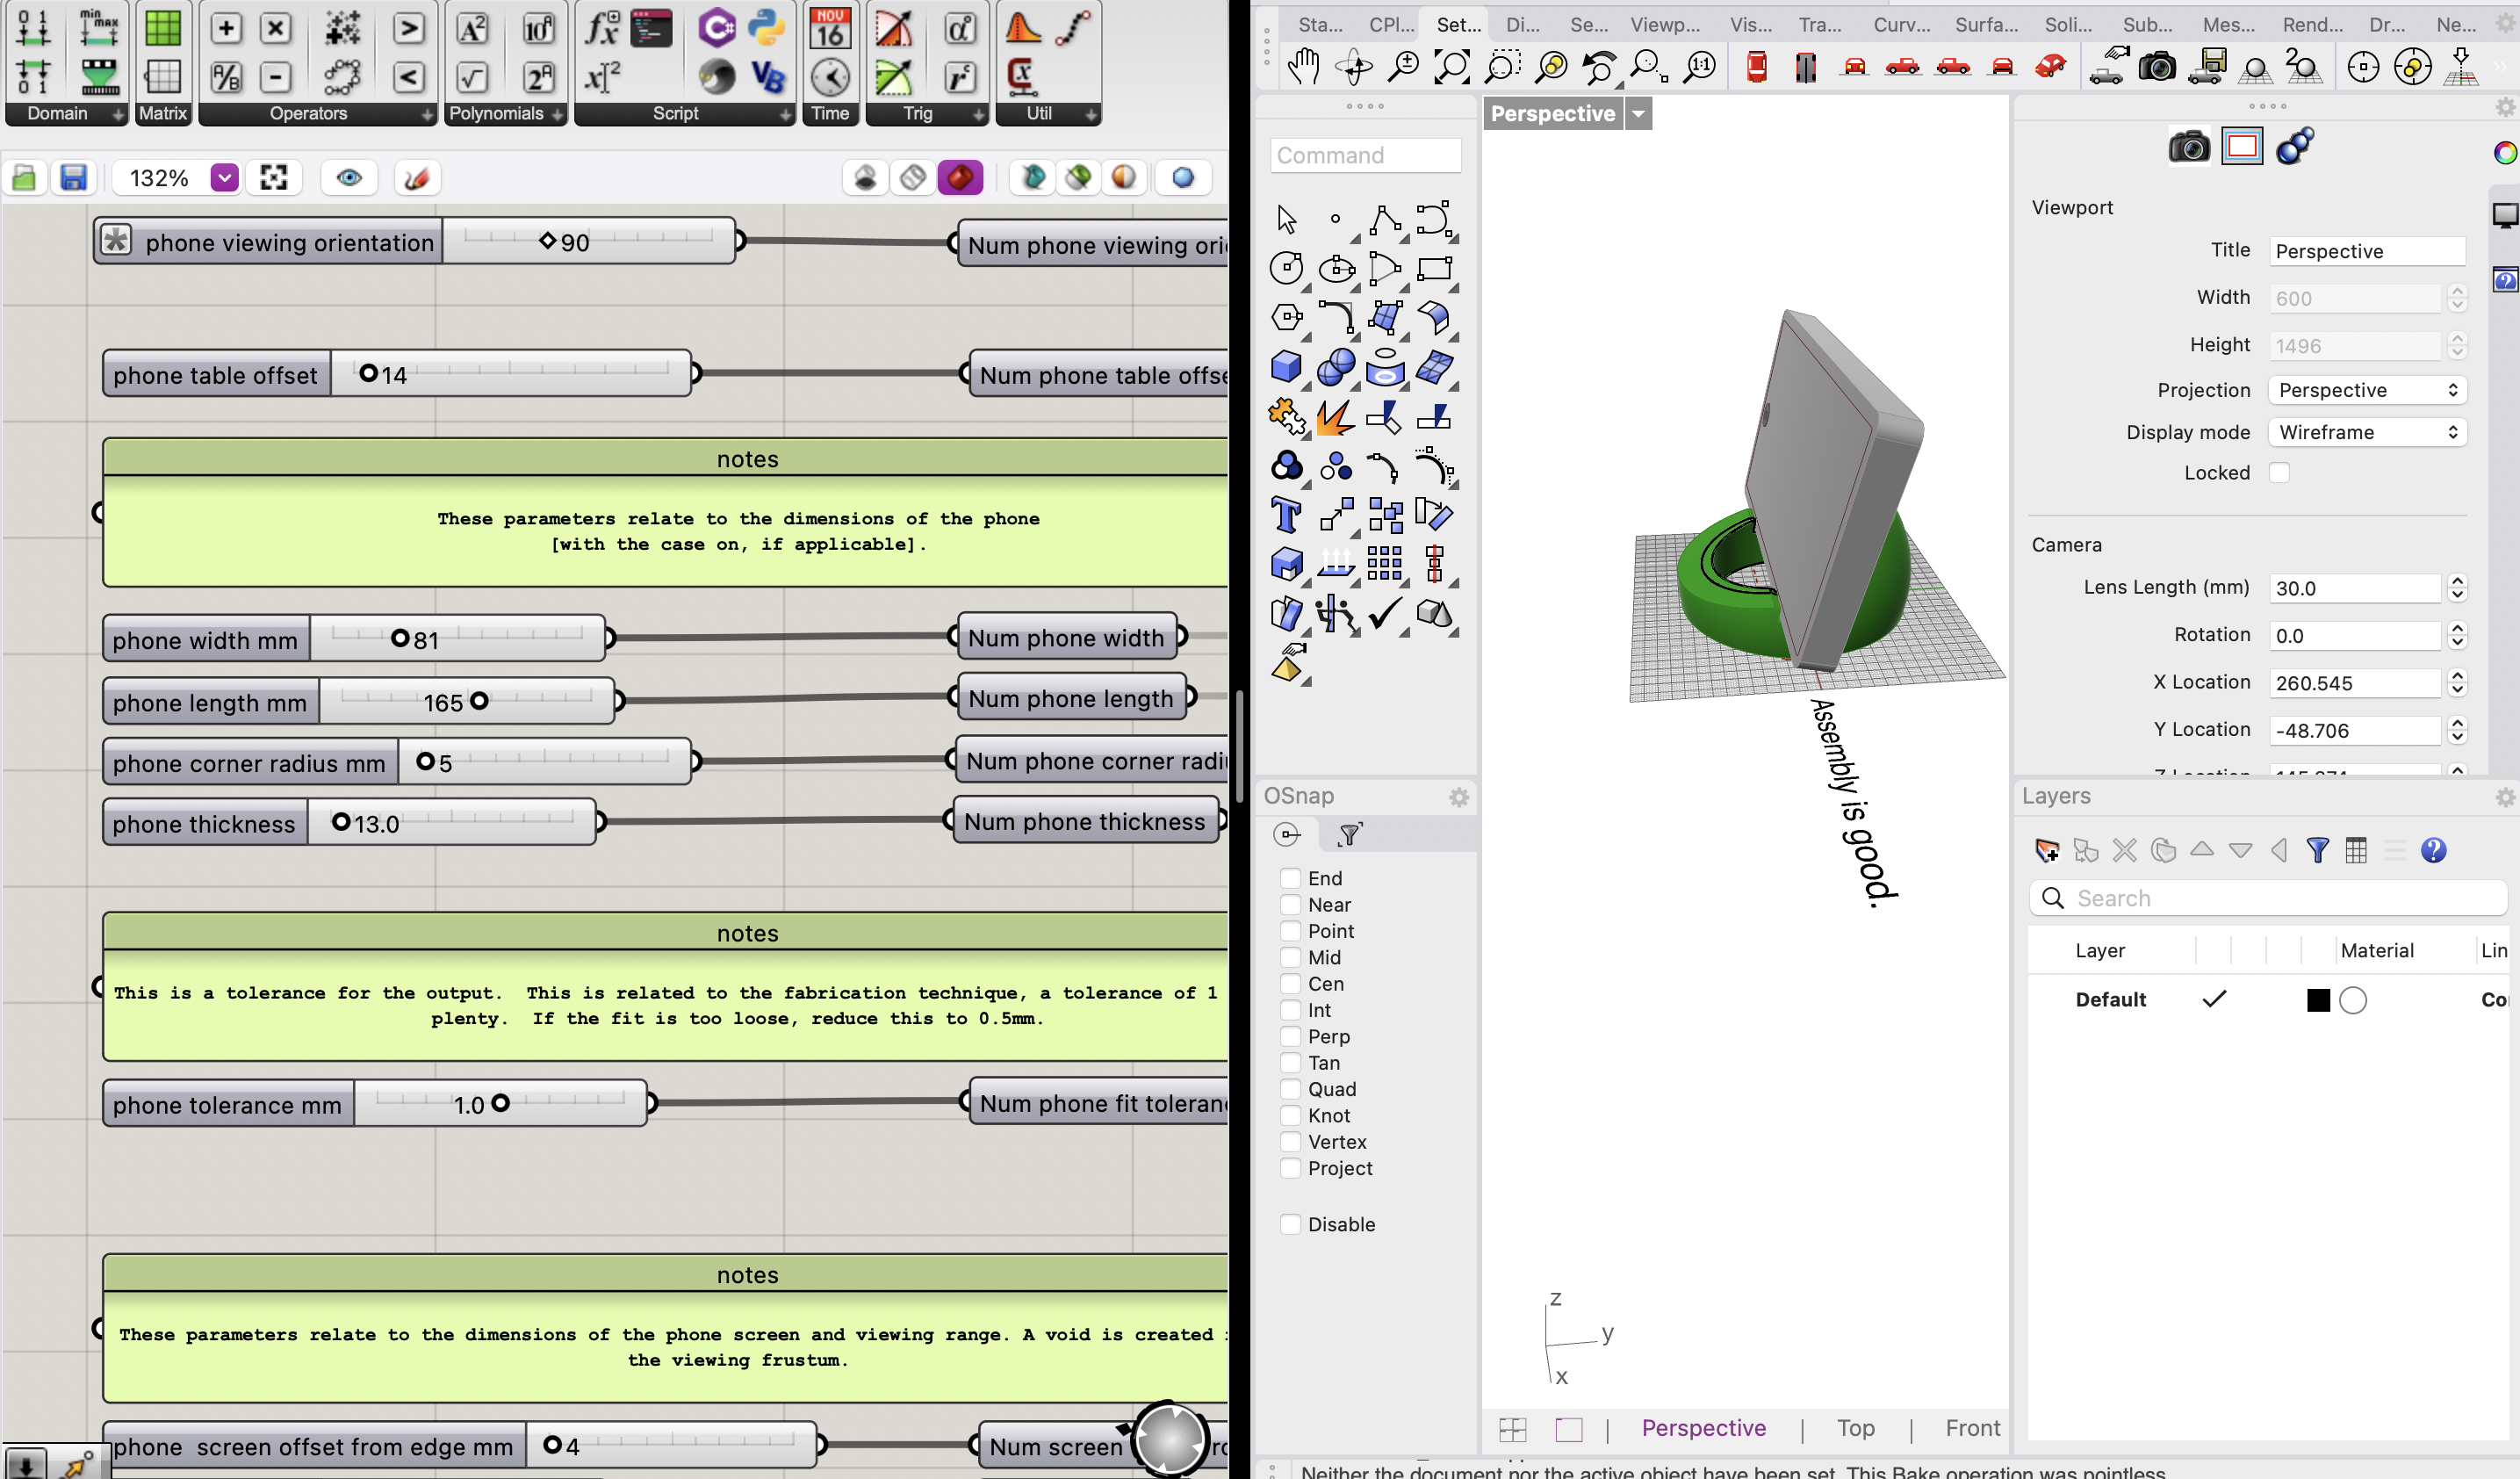 Domain
Matrix
Operators
Polynomials
Script
Time
Trig
Util
132%
phone viewing orientation
90
Num phone viewing orie
phone table offset
14
Num phone table offse
notes
These parameters relate to the dimensions of the phone
[with the case on, if applicable].
phone width mm
81
Num phone width
phone length mm
165
Num phone length
phone corner radius mm
5
Num phone corner radiu
phone thickness
13.0
Num phone thickness
notes
This is a tolerance for the output.  This is related to the fabrication technique, a tolerance of 1
plenty.  If the fit is too loose, reduce this to 0.5mm.
phone tolerance mm
1.0
Num phone fit toleran
notes
These parameters relate to the dimensions of the phone screen and viewing range. A void is created
the viewing frustum.
phone  screen offset from edge mm
4
Num screen
Sta... CPl... Set... Di... Se... Viewp... Vis... Tra... Curv... Surfa... Soli... Sub... Mes... Rend... Dr... Ne...
Command
OSnap
End
Near
Point
Mid
Cen
Int
Perp
Tan
Quad
Knot
Vertex
Project
Disable
Perspective
Assembly is good.
z
y
x
Perspective | Top | Front
Viewport
Title Perspective
Width 600
Height 1496
Projection Perspective
Display mode Wireframe
Locked
Camera
Lens Length (mm) 30.0
Rotation 0.0
X Location 260.545
Y Location -48.706
Layers
Search
Layer Material Lin
Default Co
Neither the document nor the active object have been set. This Bake operation was pointless